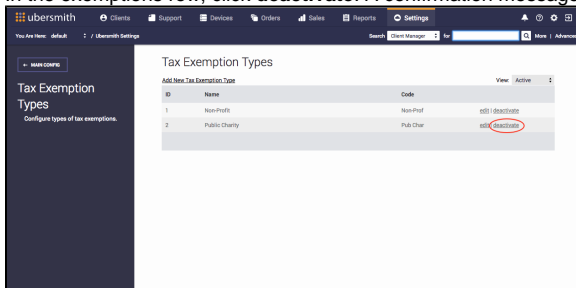 in the exemptions row, click deactivate. A confirmation message
ubersmith Clients Support Devices Orders Sales Reports Settings
You Are Here: default / Ubersmith Settings Search Client Manager for More | Advanced
← MAIN CONFIG
Tax Exemption Types
Configure types of tax exemptions.
Tax Exemption Types
Add New Tax Exemption Type View: Active
ID Name Code
1 Non-Profit Non-Prof edit | deactivate
2 Public Charity Pub Char edit | deactivate